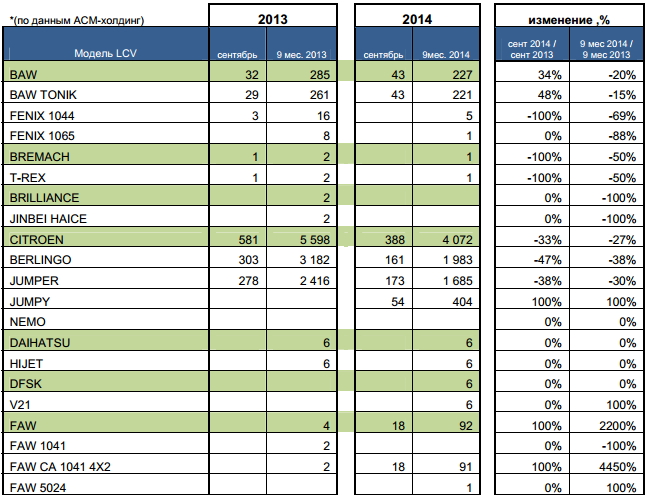 *(по данным АСМ-холдинг) 2013 2014 изменение ,%
Модель LCV сентябрь 9 мес. 2013 сентябрь 9мес. 2014 сент 2014 / сент 2013 9 мес 2014 / 9 мес 2013
BAW 32 285 43 227 34% -20%
BAW TONIK 29 261 43 221 48% -15%
FENIX 1044 3 16 5 -100% -69%
FENIX 1065 8 1 0% -88%
BREMACH 1 2 1 -100% -50%
T-REX 1 2 1 -100% -50%
BRILLIANCE 2 0% -100%
JINBEI HAICE 2 0% -100%
CITROEN 581 5 598 388 4 072 -33% -27%
BERLINGO 303 3 182 161 1 983 -47% -38%
JUMPER 278 2 416 173 1 685 -38% -30%
JUMPY 54 404 100% 100%
NEMO 0% 0%
DAIHATSU 6 6 0% 0%
HIJET 6 6 0% 0%
DFSK 6 0% 0%
V21 6 0% 100%
FAW 4 18 92 100% 2200%
FAW 1041 2 0% -100%
FAW CA 1041 4X2 2 18 91 100% 4450%
FAW 5024 1 0% 100%